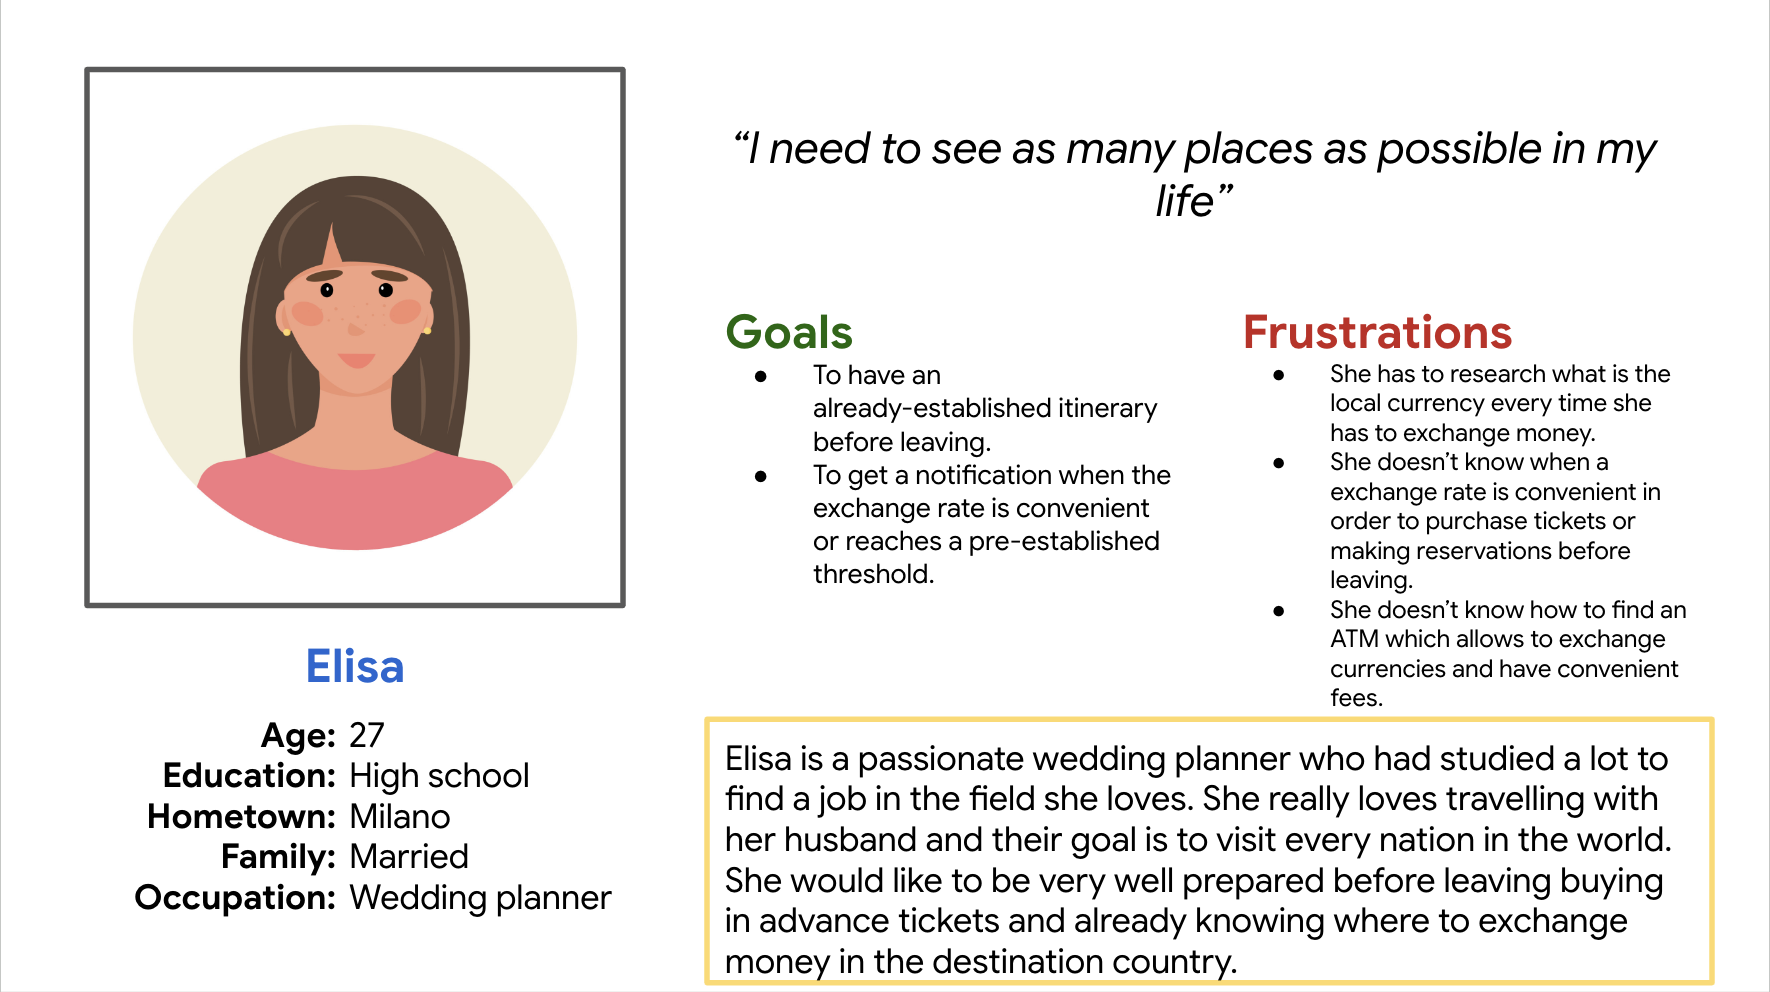 “I need to see as many places as possible in my
life”
Goals
● To have an
already-established itinerary
before leaving.
● To get a notification when the
exchange rate is convenient
or reaches a pre-established
threshold.
Frustrations
● She has to research what is the
local currency every time she
has to exchange money.
● She doesn’t know when a
exchange rate is convenient in
order to purchase tickets or
making reservations before
leaving.
● She doesn’t know how to find an
ATM which allows to exchange
currencies and have convenient
fees.
Elisa
Age: 27
Education: High school
Hometown: Milano
Family: Married
Occupation: Wedding planner
Elisa is a passionate wedding planner who had studied a lot to
find a job in the field she loves. She really loves travelling with
her husband and their goal is to visit every nation in the world.
She would like to be very well prepared before leaving buying
in advance tickets and already knowing where to exchange
money in the destination country.